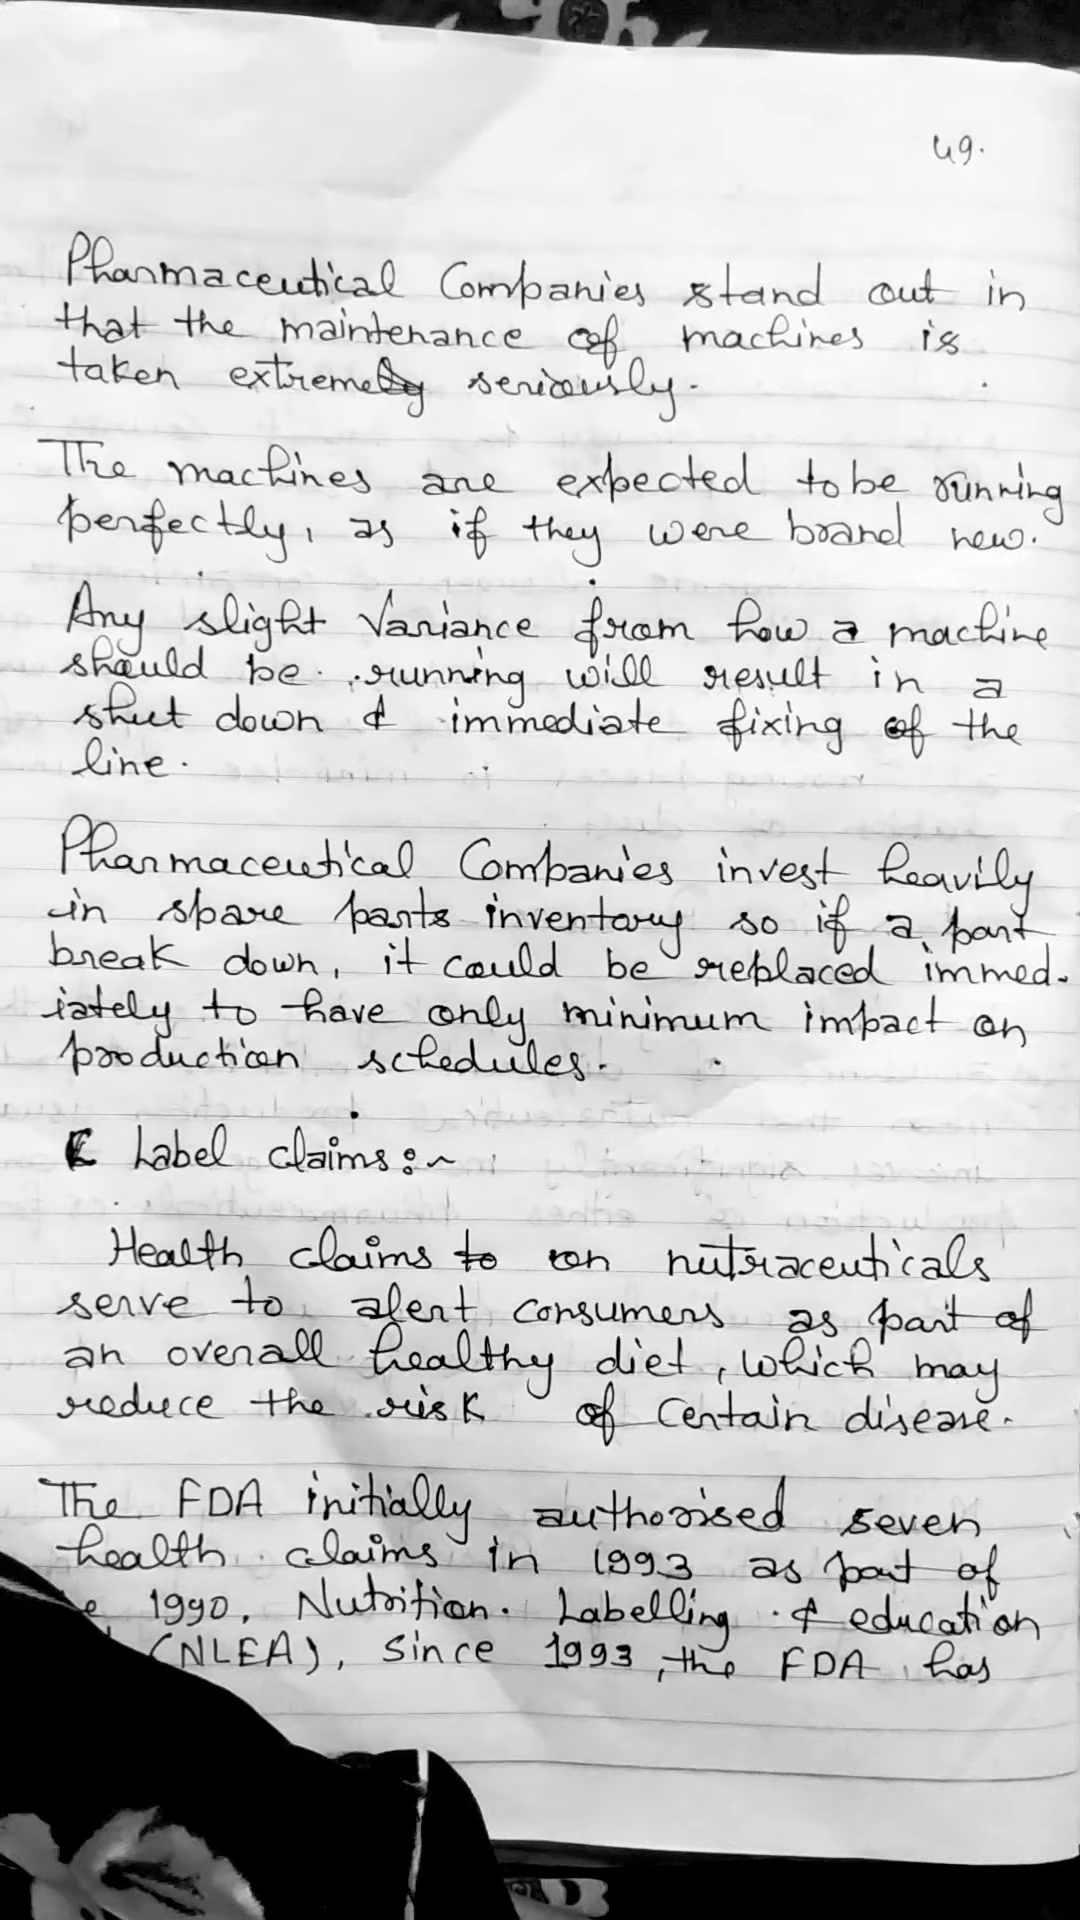 49.
Pharmaceutical Companies stand out in
that the maintenance of machines is
taken extremely seriously.
The machines are expected to be running
perfectly, as if they were brand new.
Any slight variance from how a machine
should be running will result in a
shut down & immediate fixing of the
line.
Pharmaceutical Companies invest heavily
in spare parts inventory so if a part
break down, it could be replaced immed-
iately to have only minimum impact on
production schedules.
Label claims:~
Health claims on nutraceuticals
serve to alert consumers as part of
an overall healthy diet, which may
reduce the risk of certain disease.
The FDA initially authorised seven
health claims in 1993 as part of
1990. Nutrition. Labelling & education
(NLEA), Since 1993, the FDA has